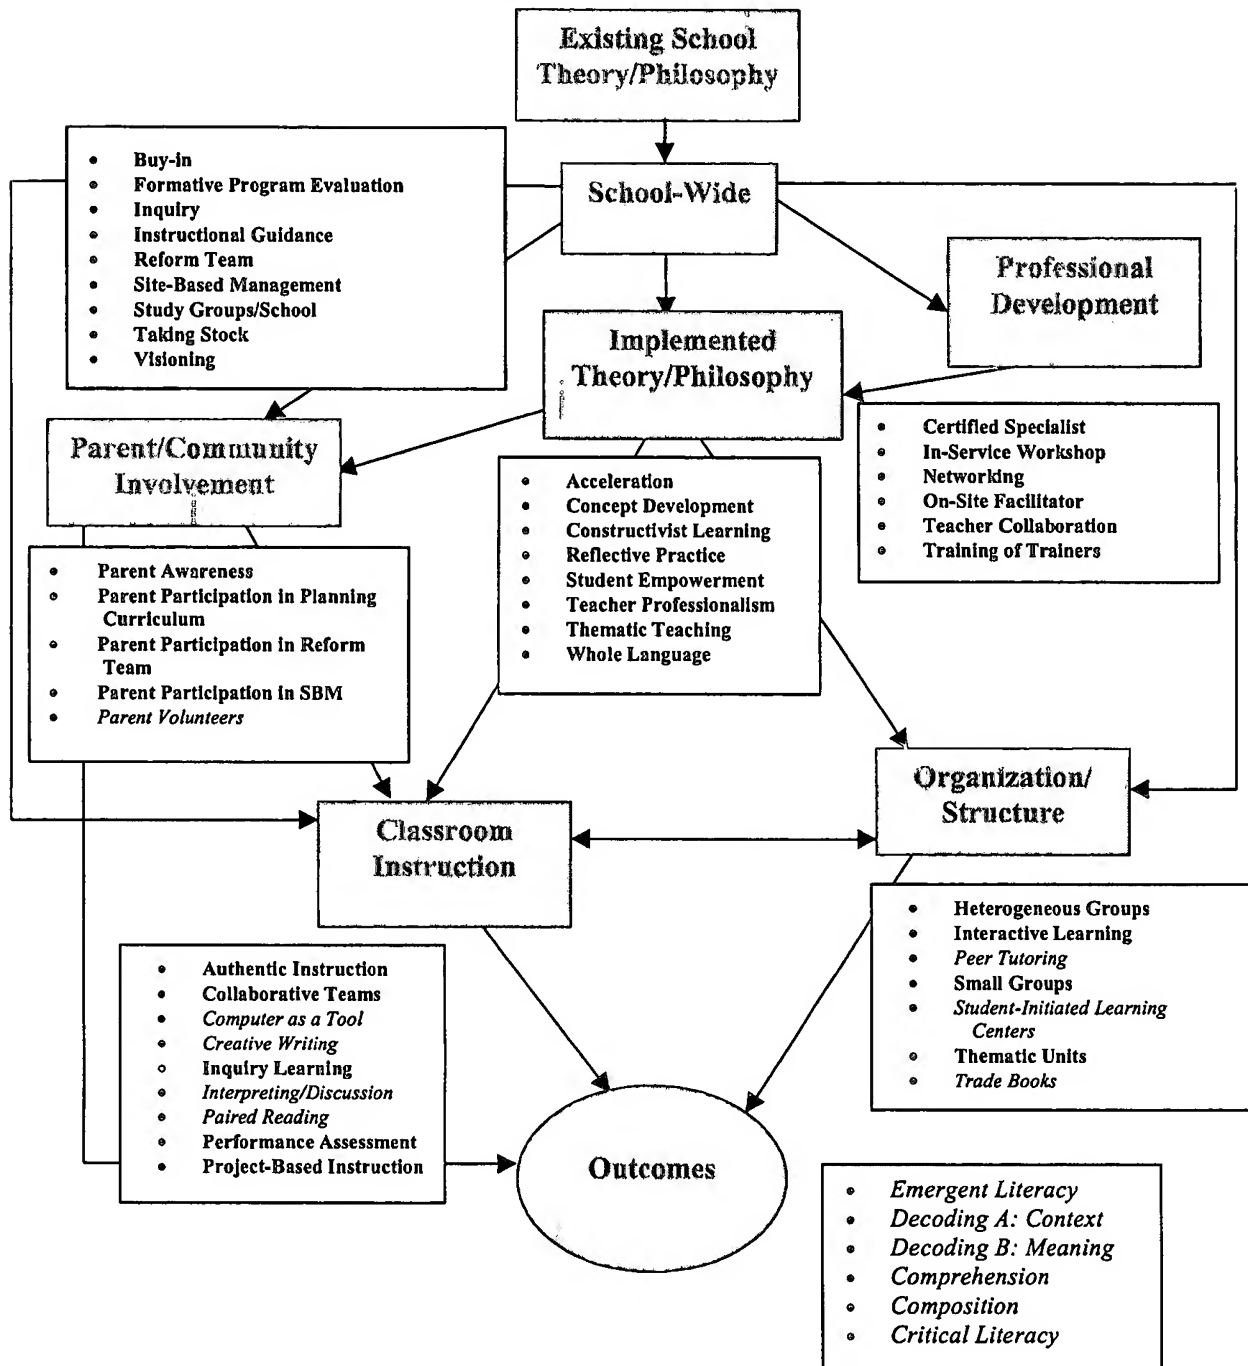 Existing School
Theory/Philosophy
School-Wide
• Buy-in
• Formative Program Evaluation
• Inquiry
• Instructional Guidance
• Reform Team
• Site-Based Management
• Study Groups/School
• Taking Stock
• Visioning
Professional
Development
Implemented
Theory/Philosophy
• Certified Specialist
• In-Service Workshop
• Networking
• On-Site Facilitator
• Teacher Collaboration
• Training of Trainers
Parent/Community
Involvement
• Acceleration
• Concept Development
• Constructivist Learning
• Reflective Practice
• Student Empowerment
• Teacher Professionalism
• Thematic Teaching
• Whole Language
• Parent Awareness
• Parent Participation in Planning
Curriculum
• Parent Participation in Reform
Team
• Parent Participation in SBM
• Parent Volunteers
Organization/
Structure
Classroom
Instruction
• Heterogeneous Groups
• Interactive Learning
• Peer Tutoring
• Small Groups
• Student-Initiated Learning
Centers
• Thematic Units
• Trade Books
• Authentic Instruction
• Collaborative Teams
• Computer as a Tool
• Creative Writing
• Inquiry Learning
• Interpreting/Discussion
• Paired Reading
• Performance Assessment
• Project-Based Instruction
Outcomes
• Emergent Literacy
• Decoding A: Context
• Decoding B: Meaning
• Comprehension
• Composition
• Critical Literacy